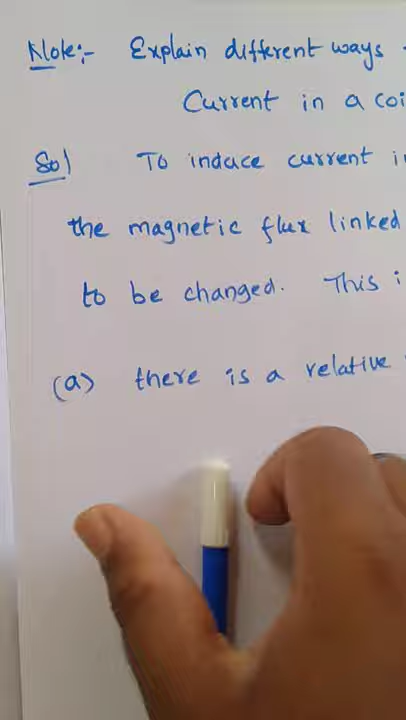 Note:- Explain different ways
Current in a
Sol To induce current
the magnetic flux linked
to be changed. This
(a) there is a relative